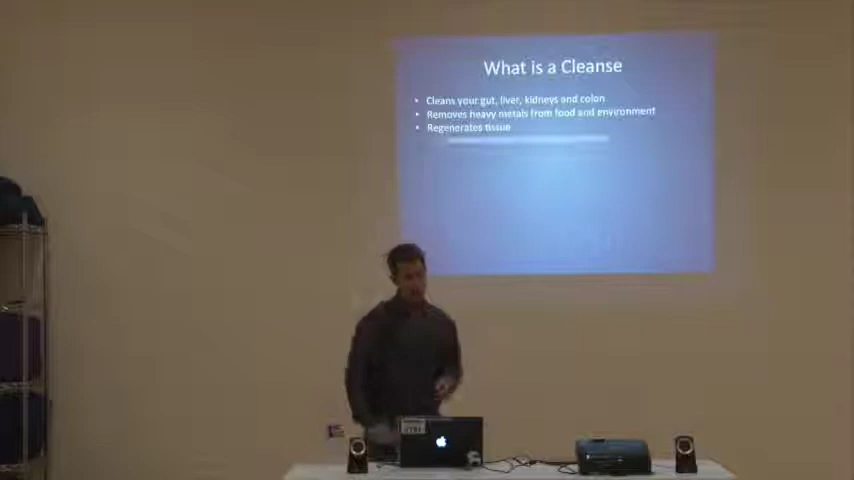 What is a Cleanse
• Cleans your gut, liver, kidneys and colon
• Removes heavy metals from food and environment
• Regenerates tissue